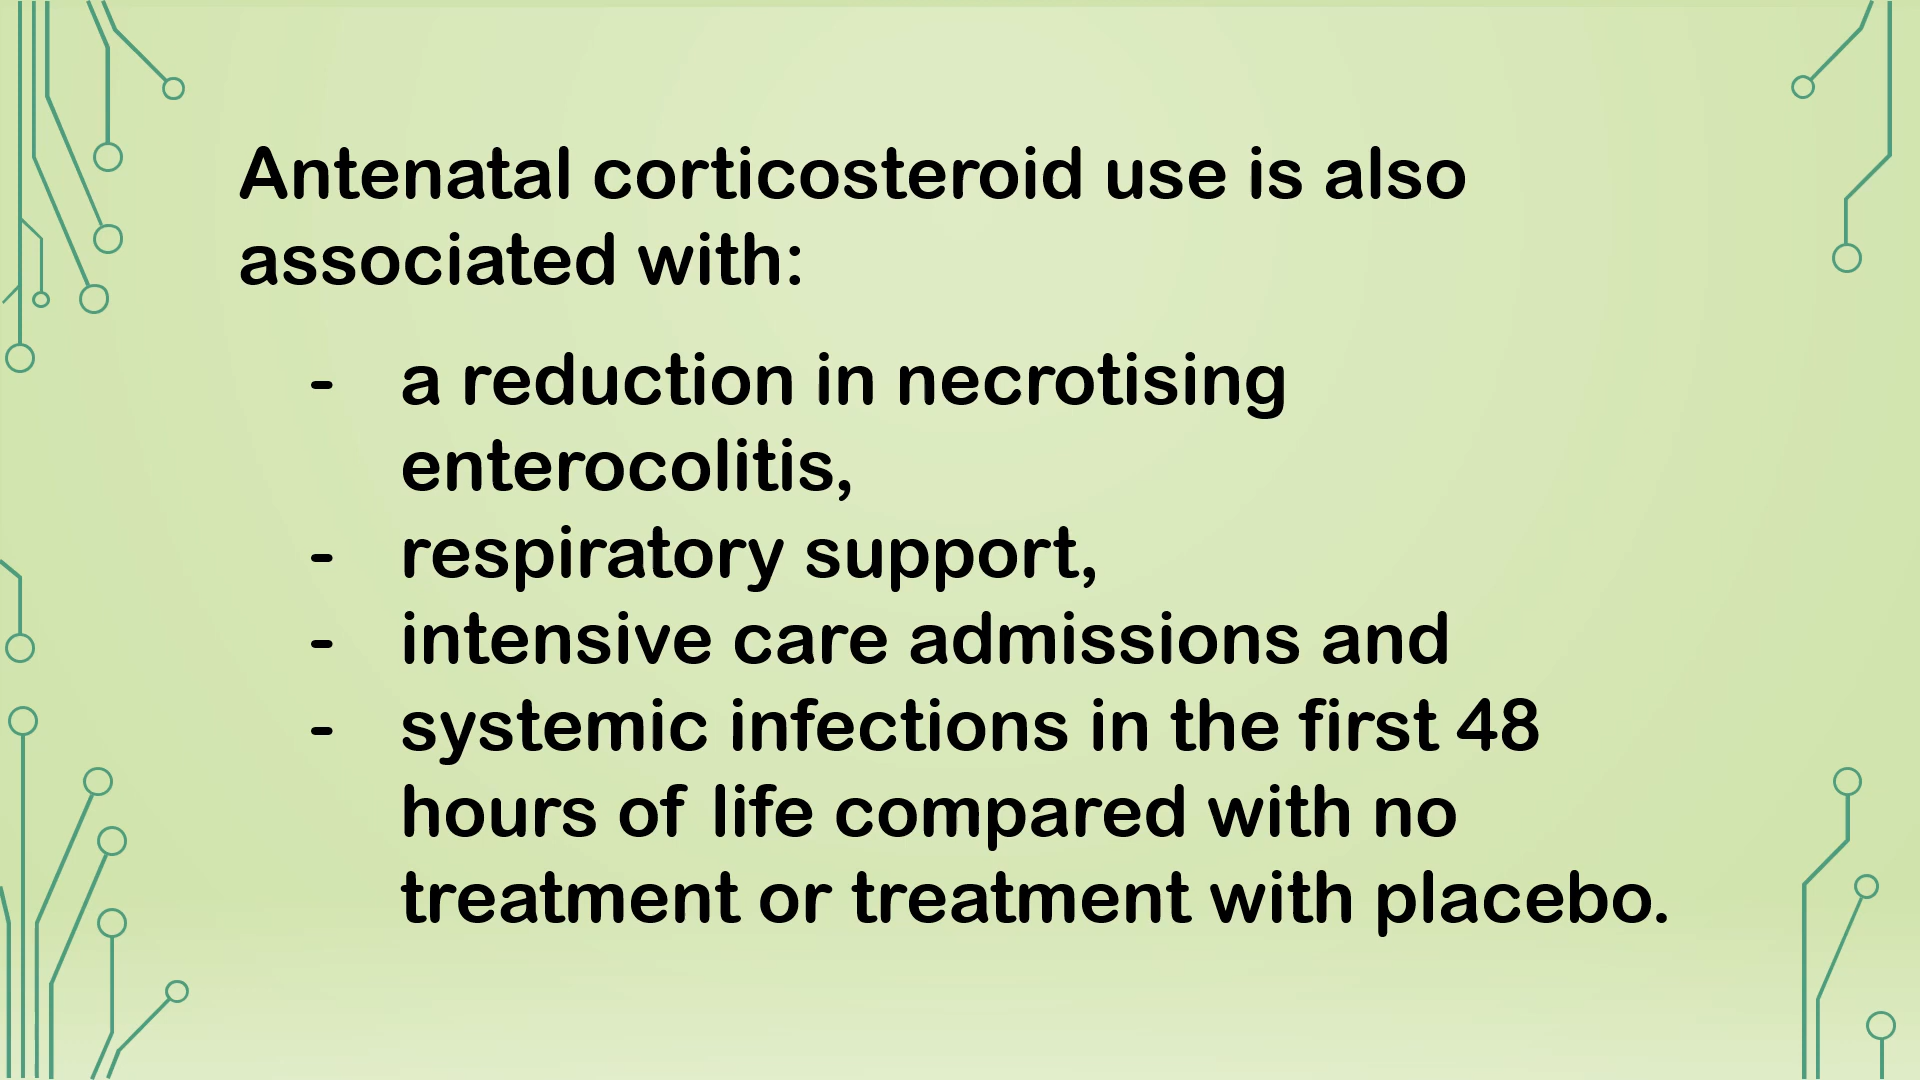 Antenatal corticosteroid use is also
associated with:
- a reduction in necrotising
enterocolitis,
- respiratory support,
- intensive care admissions and
- systemic infections in the first 48
hours of life compared with no
treatment or treatment with placebo.